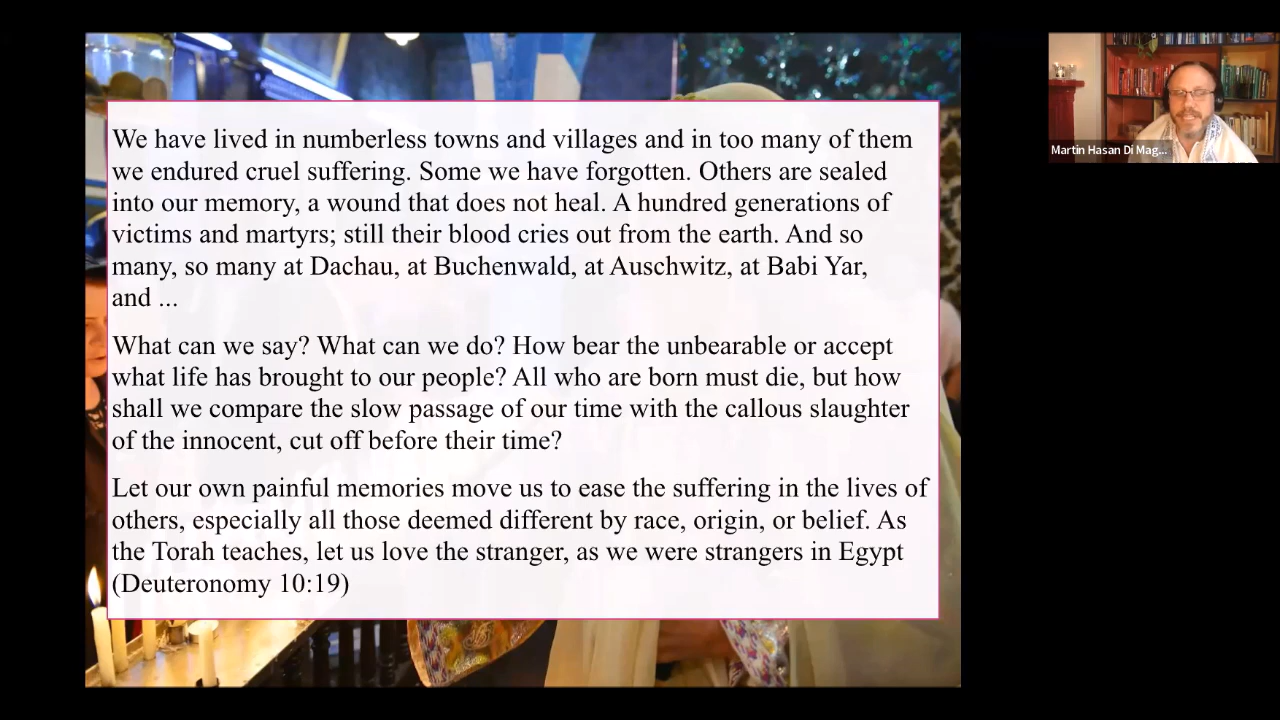 We have lived in numberless towns and villages and in too many of them
we endured cruel suffering. Some we have forgotten. Others are sealed
into our memory, a wound that does not heal. A hundred generations of
victims and martyrs; still their blood cries out from the earth. And so
many, so many at Dachau, at Buchenwald, at Auschwitz, at Babi Yar,
and ...
What can we say? What can we do? How bear the unbearable or accept
what life has brought to our people? All who are born must die, but how
shall we compare the slow passage of our time with the callous slaughter
of the innocent, cut off before their time?
Let our own painful memories move us to ease the suffering in the lives of
others, especially all those deemed different by race, origin, or belief. As
the Torah teaches, let us love the stranger, as we were strangers in Egypt
(Deuteronomy 10:19)
Martin Hasan Di Mag...